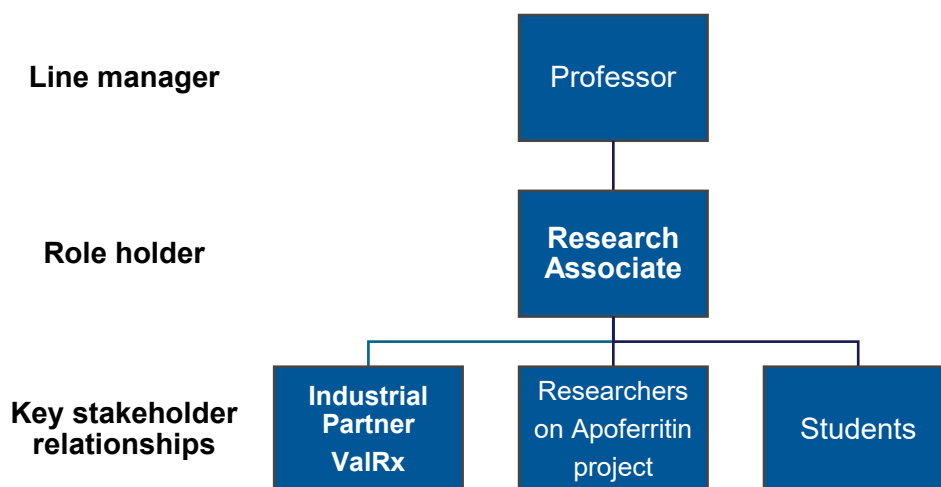 Line manager
Professor
Role holder
Research
Associate
Key stakeholder
relationships
Industrial
Partner
ValRx
Researchers
on Apoferritin
project
Students